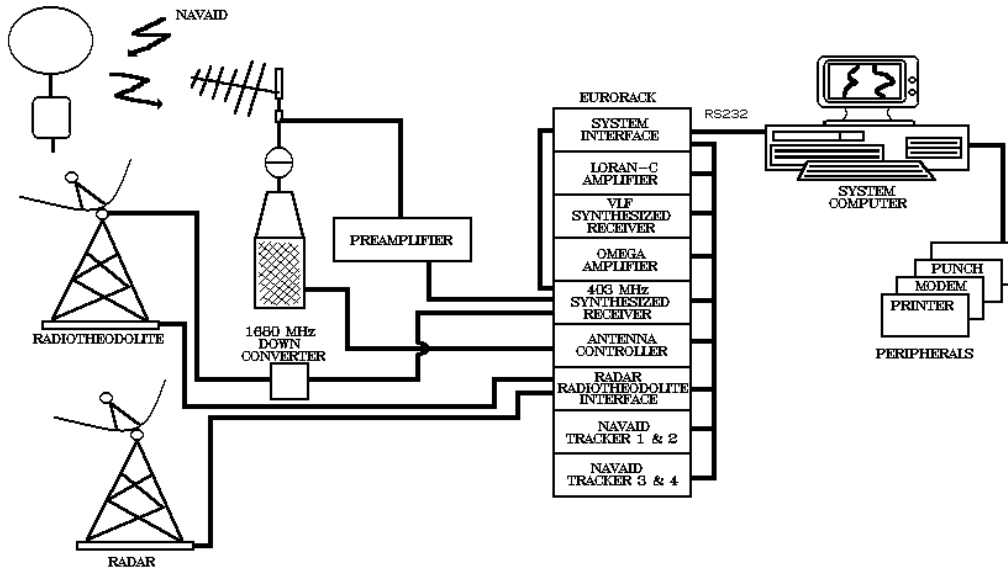 NAVAID
EURORACK
SYSTEM
INTERFACE
RS232
LORAN-C
AMPLIFIER
VLF
SYNTHESIZED
RECEIVER
OMEGA
AMPLIFIER
403 MHz
SYNTHESIZED
RECEIVER
ANTENNA
CONTROLLER
RADAR
RADIOTHEODOLITE
INTERFACE
NAVAID
TRACKER 1 & 2
NAVAID
TRACKER 3 & 4
SYSTEM
COMPUTER
PUNCH
MODEM
PRINTER
PERIPHERALS
PREAMPLIFIER
RADIOTHEODOLITE
1680 MHz
DOWN
CONVERTER
RADAR